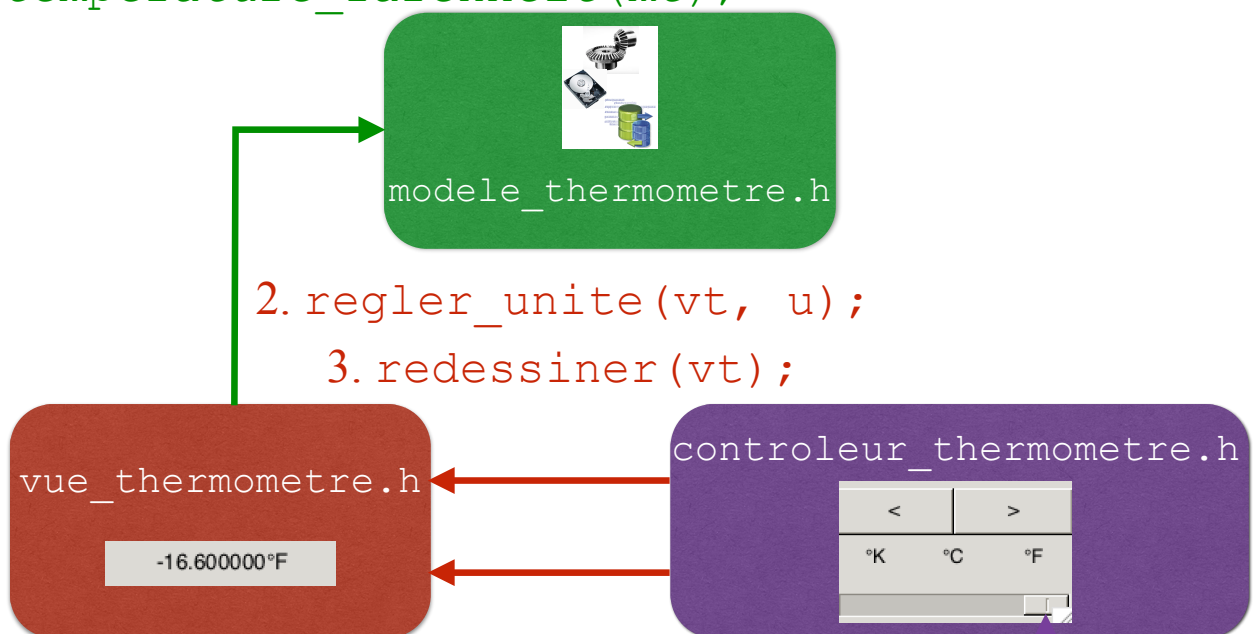 modele_thermometre.h
2. regler_unite(vt, u);
3. redessiner(vt);
controleur_thermometre.h
vue_thermometre.h
< >
°K °C °F
-16.600000°F